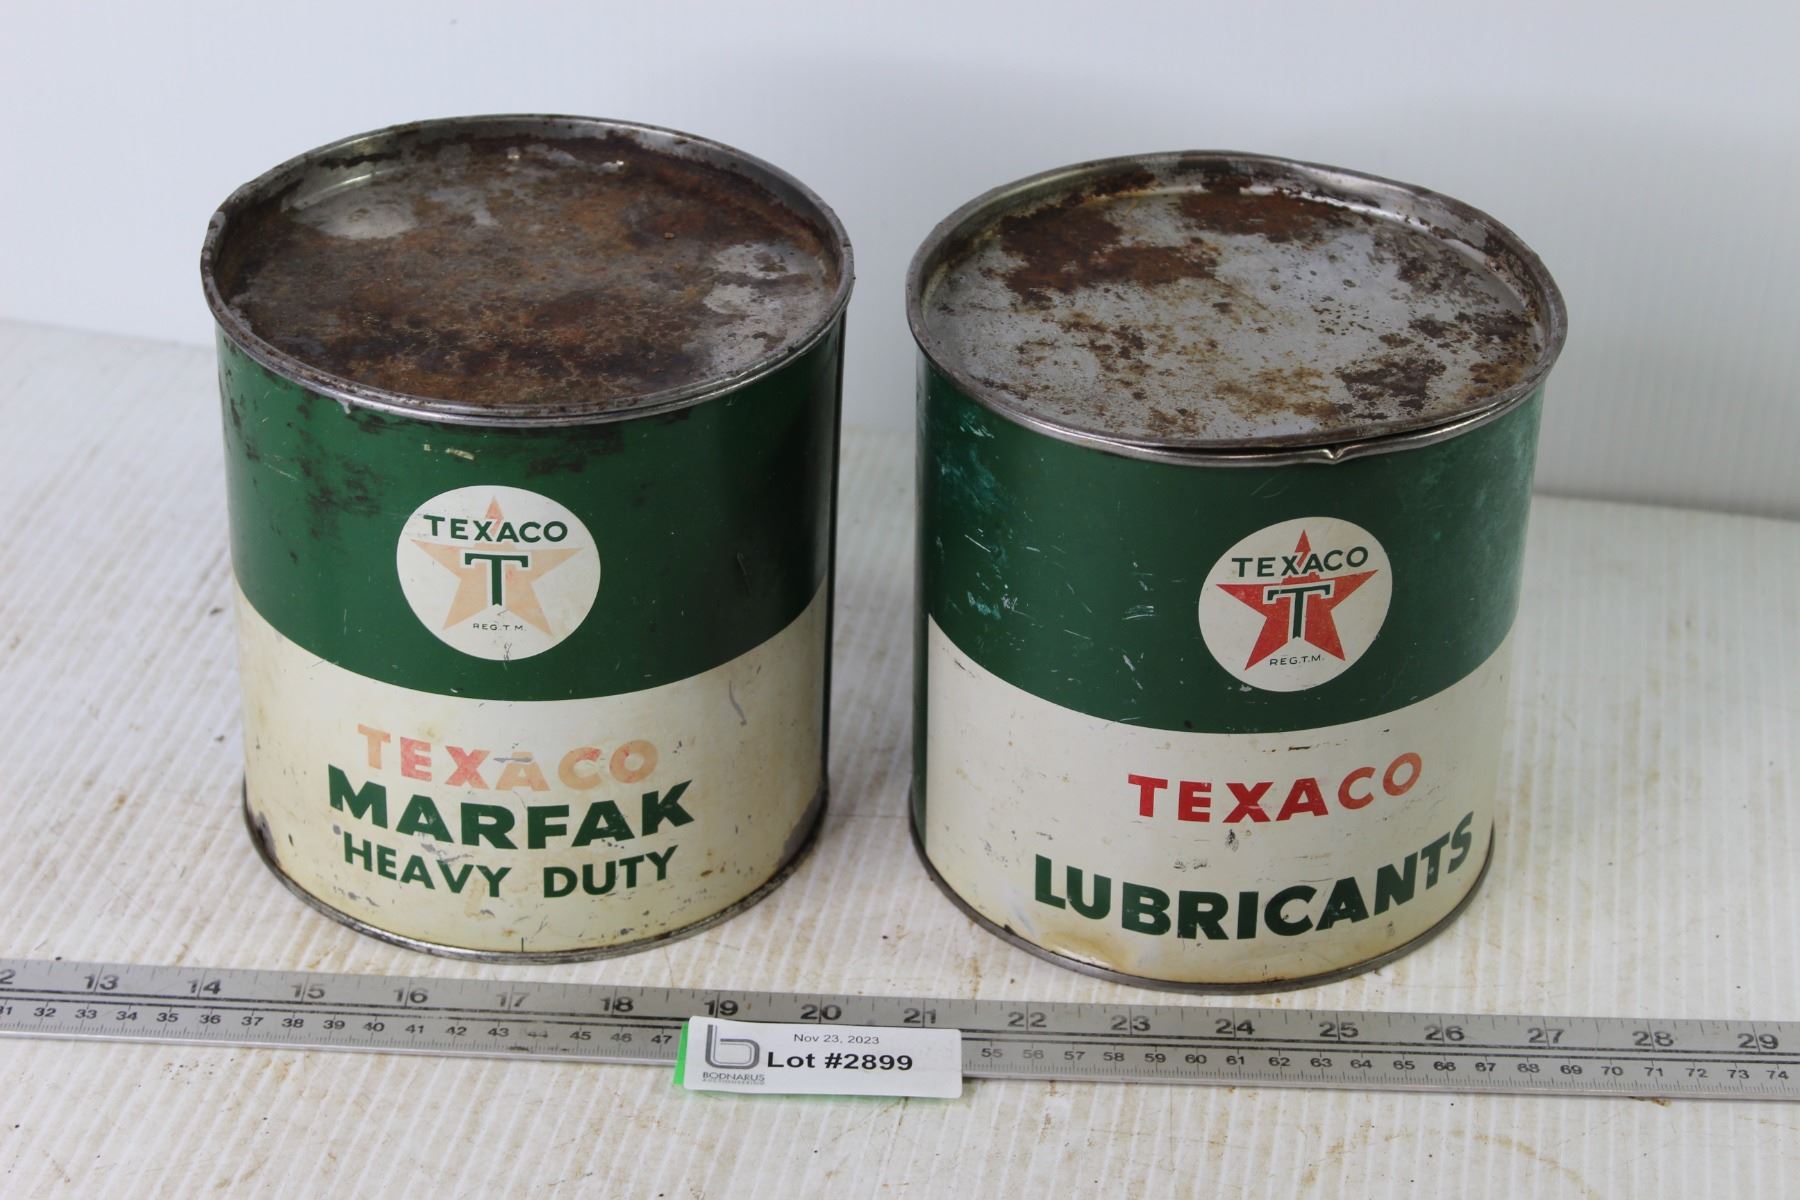 TEXACO
T
REG. T.M.
TEXACO
MARFAK
HEAVY DUTY
TEXACO
T
REG. T.M.
TEXACO
LUBRICANTS
2 13 14 15 16 17 18 19 20 21 22 23 24 25 26 27 28 29
31 32 33 34 35 36 37 38 39 40 41 42 43 44 45 46 47 55 56 57 58 59 60 61 62 63 64 65 66 67 68 69 70 71 72 73 74
Nov 23, 2023
Lot #2899
BODNARUS
AUCTIONEERING